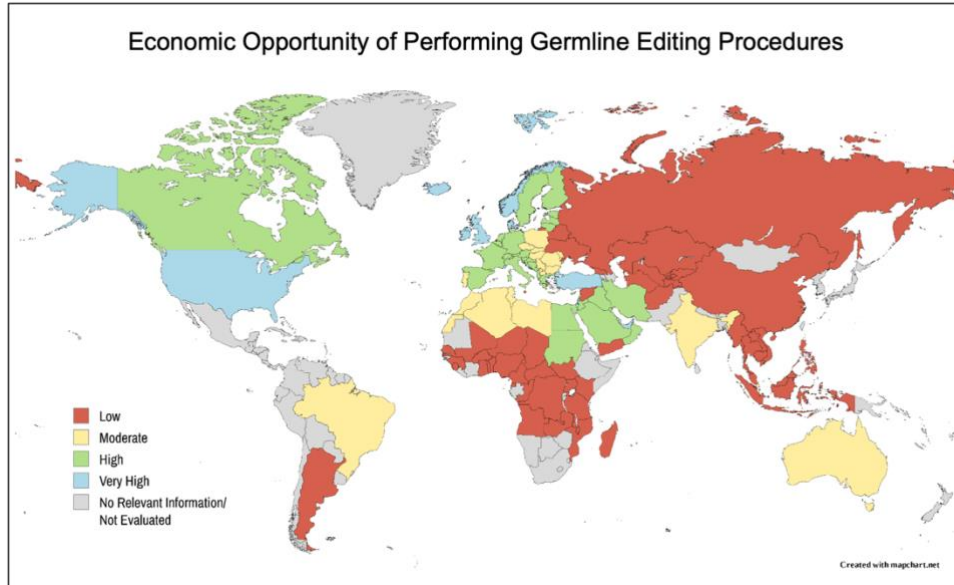 Economic Opportunity of Performing Germline Editing Procedures
Low
Moderate
High
Very High
No Relevant Information/
Not Evaluated
Created with mapchart.net